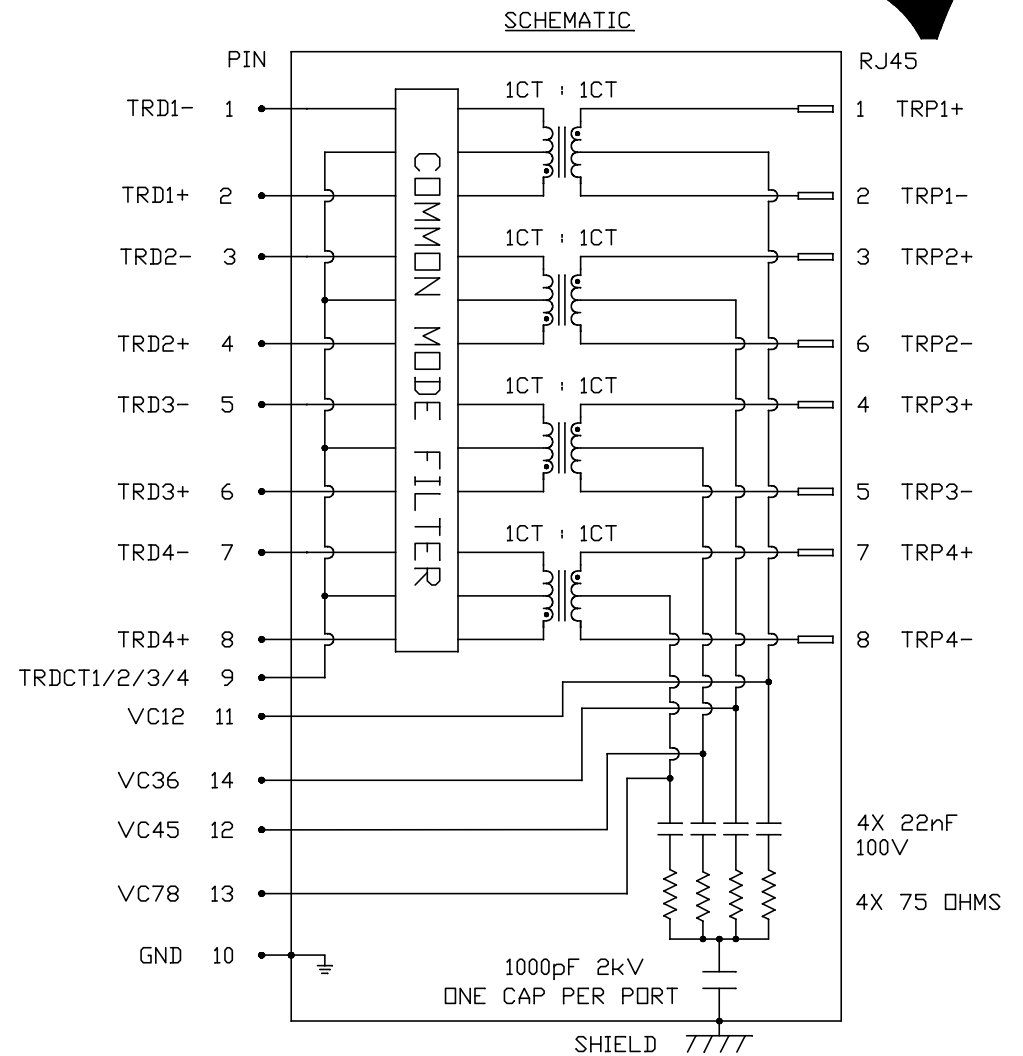 SCHEMATIC
PIN RJ45
1CT : 1CT
TRD1- 1 1 TRP1+
TRD1+ 2 2 TRP1-
1CT : 1CT
TRD2- 3 3 TRP2+
TRD2+ 4 6 TRP2-
1CT : 1CT
TRD3- 5 4 TRP3+
TRD3+ 6 5 TRP3-
1CT : 1CT
TRD4- 7 7 TRP4+
TRD4+ 8 8 TRP4-
COMMON MODE FILTER
TRDCT1/2/3/4 9
VC12 11
VC36 14
VC45 12
4X 22nF
100V
VC78 13
4X 75 OHMS
GND 10
1000pF 2kV
ONE CAP PER PORT
SHIELD